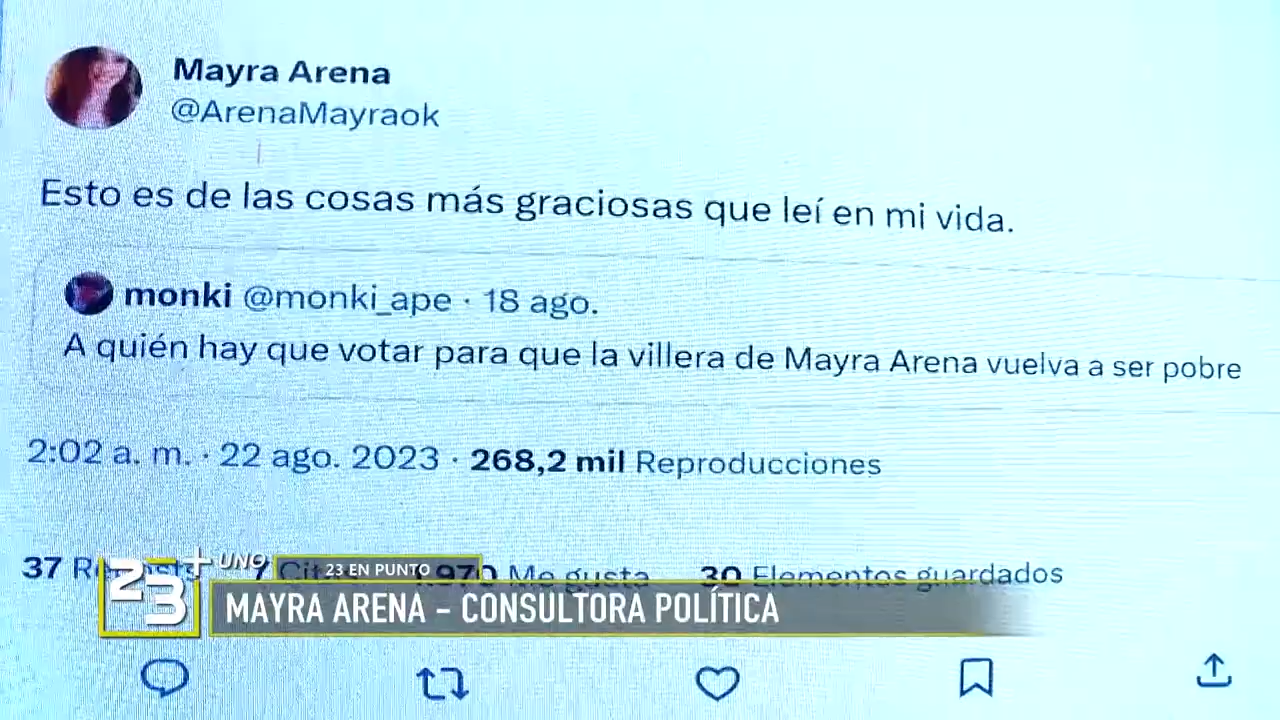 Mayra Arena
@ArenaMayraok
Esto es de las cosas más graciosas que leí en mi vida.
monki @monki_ape · 18 ago.
A quién hay que votar para que la villera de Mayra Arena vuelva a ser pobre
2:02 a. m. · 22 ago. 2023 · 268,2 mil Reproducciones
37 7 970 Me gusta 30 Elementos guardados
23+ UNO
23 EN PUNTO
MAYRA ARENA – CONSULTORA POLÍTICA